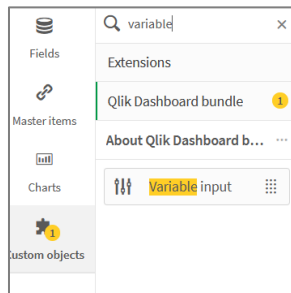 variable
Fields
Extensions
Qlik Dashboard bundle 1
Master items
About Qlik Dashboard b... ...
Charts
Variable input
1
ustom objects